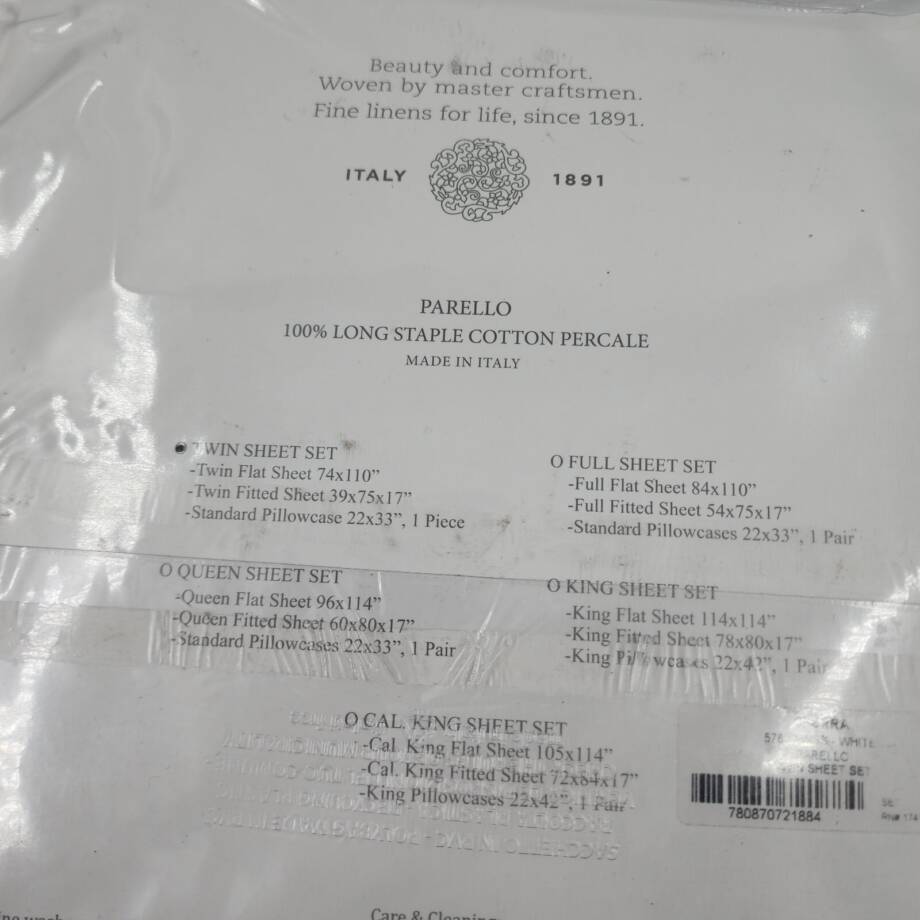 Beauty and comfort.
Woven by master craftsmen.
Fine linens for life, since 1891.
ITALY 1891
PARELLO
100% LONG STAPLE COTTON PERCALE
MADE IN ITALY
TWIN SHEET SET
-Twin Flat Sheet 74x110”
-Twin Fitted Sheet 39x75x17”
-Standard Pillowcase 22x33”, 1 Piece
O FULL SHEET SET
-Full Flat Sheet 84x110”
-Full Fitted Sheet 54x75x17”
-Standard Pillowcases 22x33”, 1 Pair
O QUEEN SHEET SET
-Queen Flat Sheet 96x114”
-Queen Fitted Sheet 60x80x17”
-Standard Pillowcases 22x33”, 1 Pair
O KING SHEET SET
-King Flat Sheet 114x114”
-King Fitted Sheet 78x80x17”
-King Pillowcases 22x42”, 1 Pair
O CAL. KING SHEET SET
-Cal. King Flat Sheet 105x114”
-Cal. King Fitted Sheet 72x84x17”
-King Pillowcases 22x42”, 1 Pair
WHITE
SHEET SET
780870721884
Care & Cleaning